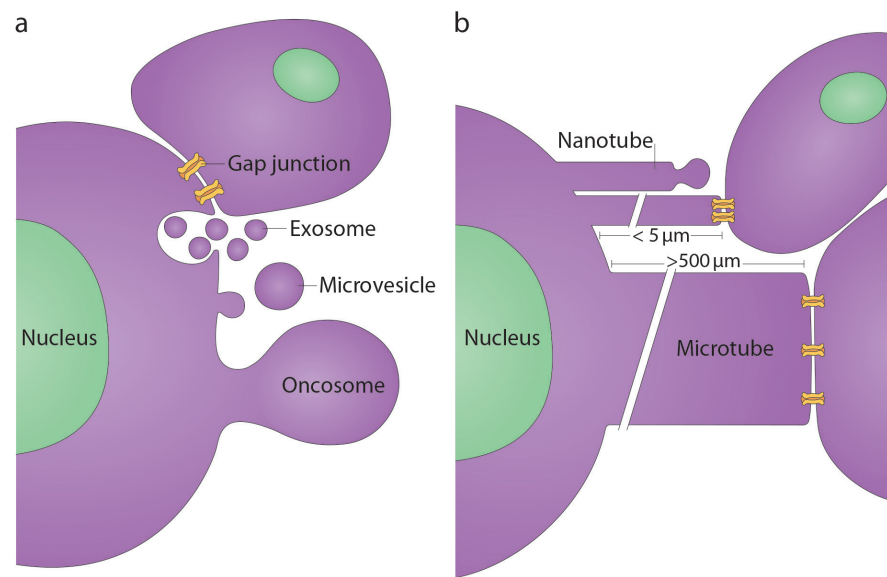 a
Gap junction
Exosome
Microvesicle
Nucleus
Oncosome
b
Nanotube
< 5 µm
>500 µm
Nucleus
Microtube